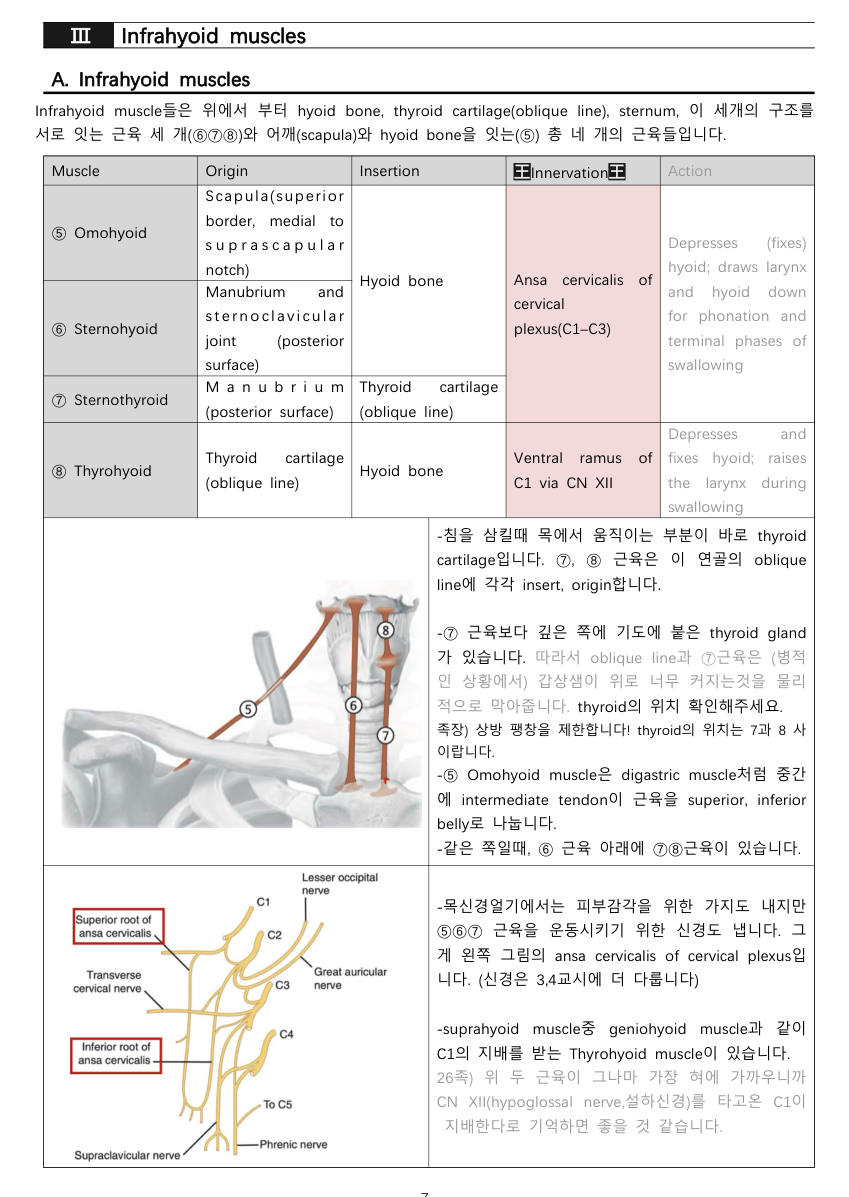 Ⅲ Infrahyoid muscles
A. Infrahyoid muscles
Infrahyoid muscle들은 위에서 부터 hyoid bone, thyroid cartilage(oblique line), sternum, 이 세개의 구조를
서로 잇는 근육 세 개(⑥⑦⑧)와 어깨(scapula)와 hyoid bone을 잇는(⑤) 총 네 개의 근육들입니다.
Muscle Origin Insertion 王Innervation王 Action
⑤ Omohyoid
Scapula(superior
border, medial to
suprascapular
notch)
Hyoid bone
Ansa cervicalis of
cervical
plexus(C1–C3)
Depresses (fixes)
hyoid; draws larynx
and hyoid down
for phonation and
terminal phases of
swallowing
⑥ Sternohyoid
Manubrium and
sternoclavicular
joint (posterior
surface)
⑦ Sternothyroid
Manubrium
(posterior surface)
Thyroid cartilage
(oblique line)
⑧ Thyrohyoid
Thyroid cartilage
(oblique line)
Hyoid bone
Ventral ramus of
C1 via CN XII
Depresses and
fixes hyoid; raises
the larynx during
swallowing
⑧
⑤
⑥
⑦
-침을 삼킬때 목에서 움직이는 부분이 바로 thyroid
cartilage입니다. ⑦, ⑧ 근육은 이 연골의 oblique
line에 각각 insert, origin합니다.
-⑦ 근육보다 깊은 쪽에 기도에 붙은 thyroid gland
가 있습니다. 따라서 oblique line과 ⑦근육은 (병적
인 상황에서) 갑상샘이 위로 너무 커지는것을 물리
적으로 막아줍니다. thyroid의 위치 확인해주세요.
족장) 상방 팽창을 제한합니다! thyroid의 위치는 7과 8 사
이랍니다.
-⑤ Omohyoid muscle은 digastric muscle처럼 중간
에 intermediate tendon이 근육을 superior, inferior
belly로 나눕니다.
-같은 쪽일때, ⑥ 근육 아래에 ⑦⑧근육이 있습니다.
Lesser occipital
nerve
C1
Superior root of
ansa cervicalis
C2
Transverse
cervical nerve
Great auricular
nerve
C3
C4
Inferior root of
ansa cervicalis
To C5
Phrenic nerve
Supraclavicular nerve
-목신경얼기에서는 피부감각을 위한 가지도 내지만
⑤⑥⑦ 근육을 운동시키기 위한 신경도 냅니다. 그
게 왼쪽 그림의 ansa cervicalis of cervical plexus입
니다. (신경은 3,4교시에 더 다룹니다)
-suprahyoid muscle중 geniohyoid muscle과 같이
C1의 지배를 받는 Thyrohyoid muscle이 있습니다.
26족) 위 두 근육이 그나마 가장 혀에 가까우니까
CN XII(hypoglossal nerve,설하신경)를 타고온 C1이
지배한다로 기억하면 좋을 것 같습니다.